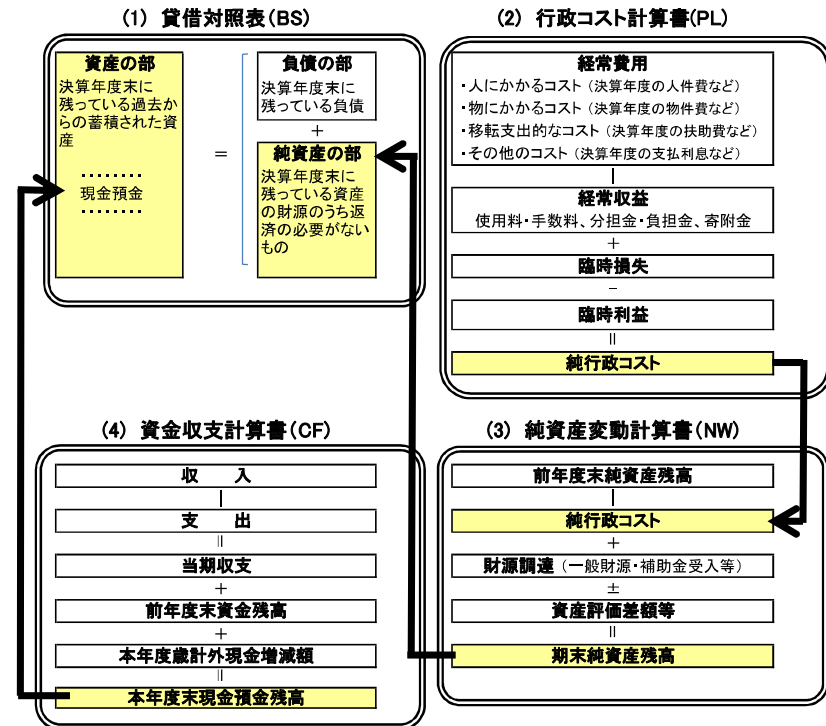 (1) 貸借対照表(BS)
資産の部
決算年度末に
残っている過去か
らの蓄積された資
産
‥‥‥‥
現金預金
‥‥‥‥
＝
負債の部
決算年度末に
残っている負債
＋
純資産の部
決算年度末に
残っている資産
の財源のうち返
済の必要がない
もの
(2) 行政コスト計算書(PL)
経常費用
・人にかかるコスト（決算年度の人件費など）
・物にかかるコスト（決算年度の物件費など）
・移転支出的なコスト（決算年度の扶助費など）
・その他のコスト（決算年度の支払利息など）
｜
経常収益
使用料・手数料、分担金・負担金、寄附金
＋
臨時損失
－
臨時利益
||
純行政コスト
(4) 資金収支計算書(CF)
収　入
｜
支　出
||
当期収支
＋
前年度末資金残高
＋
本年度歳計外現金増減額
||
本年度末現金預金残高
(3) 純資産変動計算書(NW)
前年度末純資産残高
｜
純行政コスト
＋
財源調達（一般財源・補助金受入等）
±
資産評価差額等
||
期末純資産残高